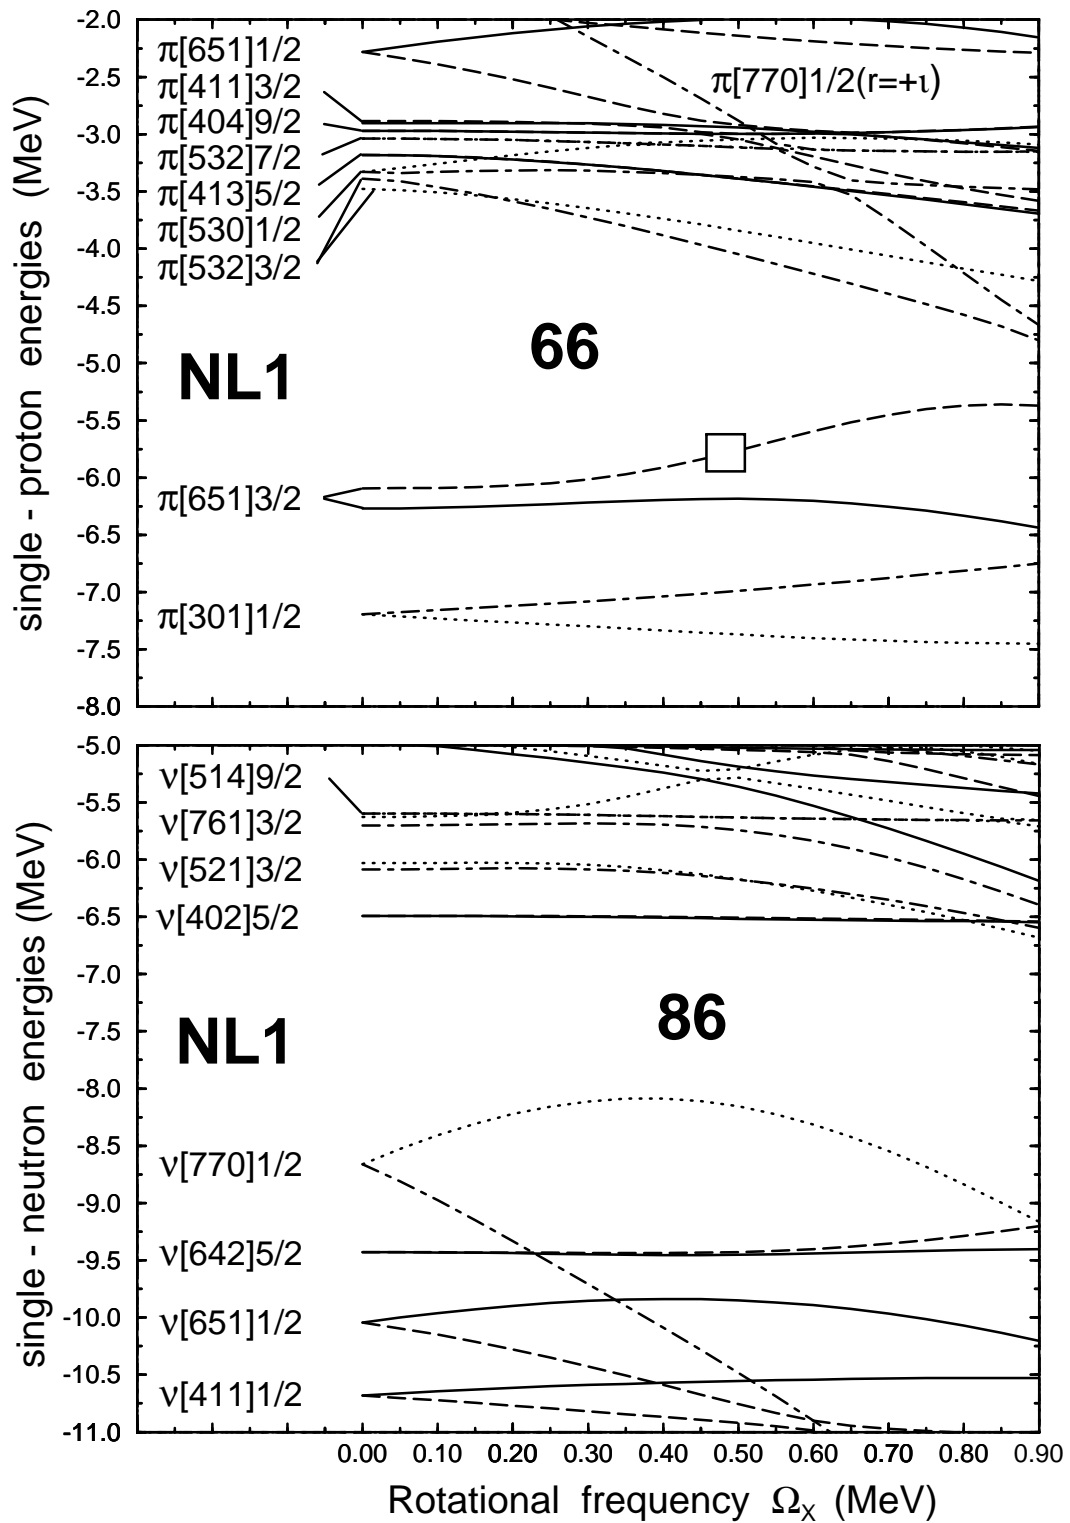 single - proton energies (MeV)
-2.0
-2.5
-3.0
-3.5
-4.0
-4.5
-5.0
-5.5
-6.0
-6.5
-7.0
-7.5
-8.0
π[651]1/2
π[411]3/2
π[404]9/2
π[532]7/2
π[413]5/2
π[530]1/2
π[532]3/2
π[770]1/2(r=+ι)
66
NL1
π[651]3/2
π[301]1/2
single - neutron energies (MeV)
-5.0
-5.5
-6.0
-6.5
-7.0
-7.5
-8.0
-8.5
-9.0
-9.5
-10.0
-10.5
-11.0
ν[514]9/2
ν[761]3/2
ν[521]3/2
ν[402]5/2
86
NL1
ν[770]1/2
ν[642]5/2
ν[651]1/2
ν[411]1/2
0.00 0.10 0.20 0.30 0.40 0.50 0.60 0.70 0.80 0.90
Rotational frequency Ωx (MeV)